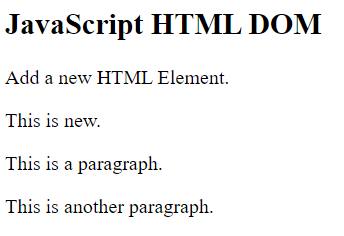 JavaScript HTML DOM
Add a new HTML Element.
This is new.
This is a paragraph.
This is another paragraph.